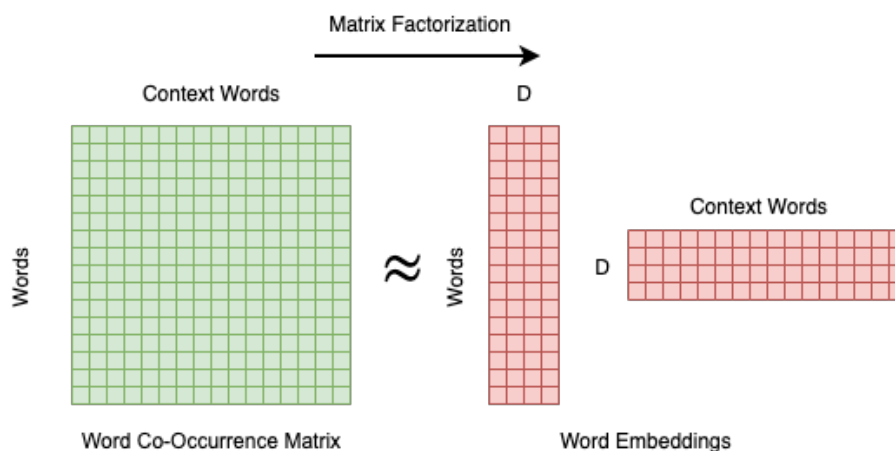 Matrix Factorization
Context Words
D
Words
≈
Words
D
Context Words
Word Co-Occurrence Matrix
Word Embeddings